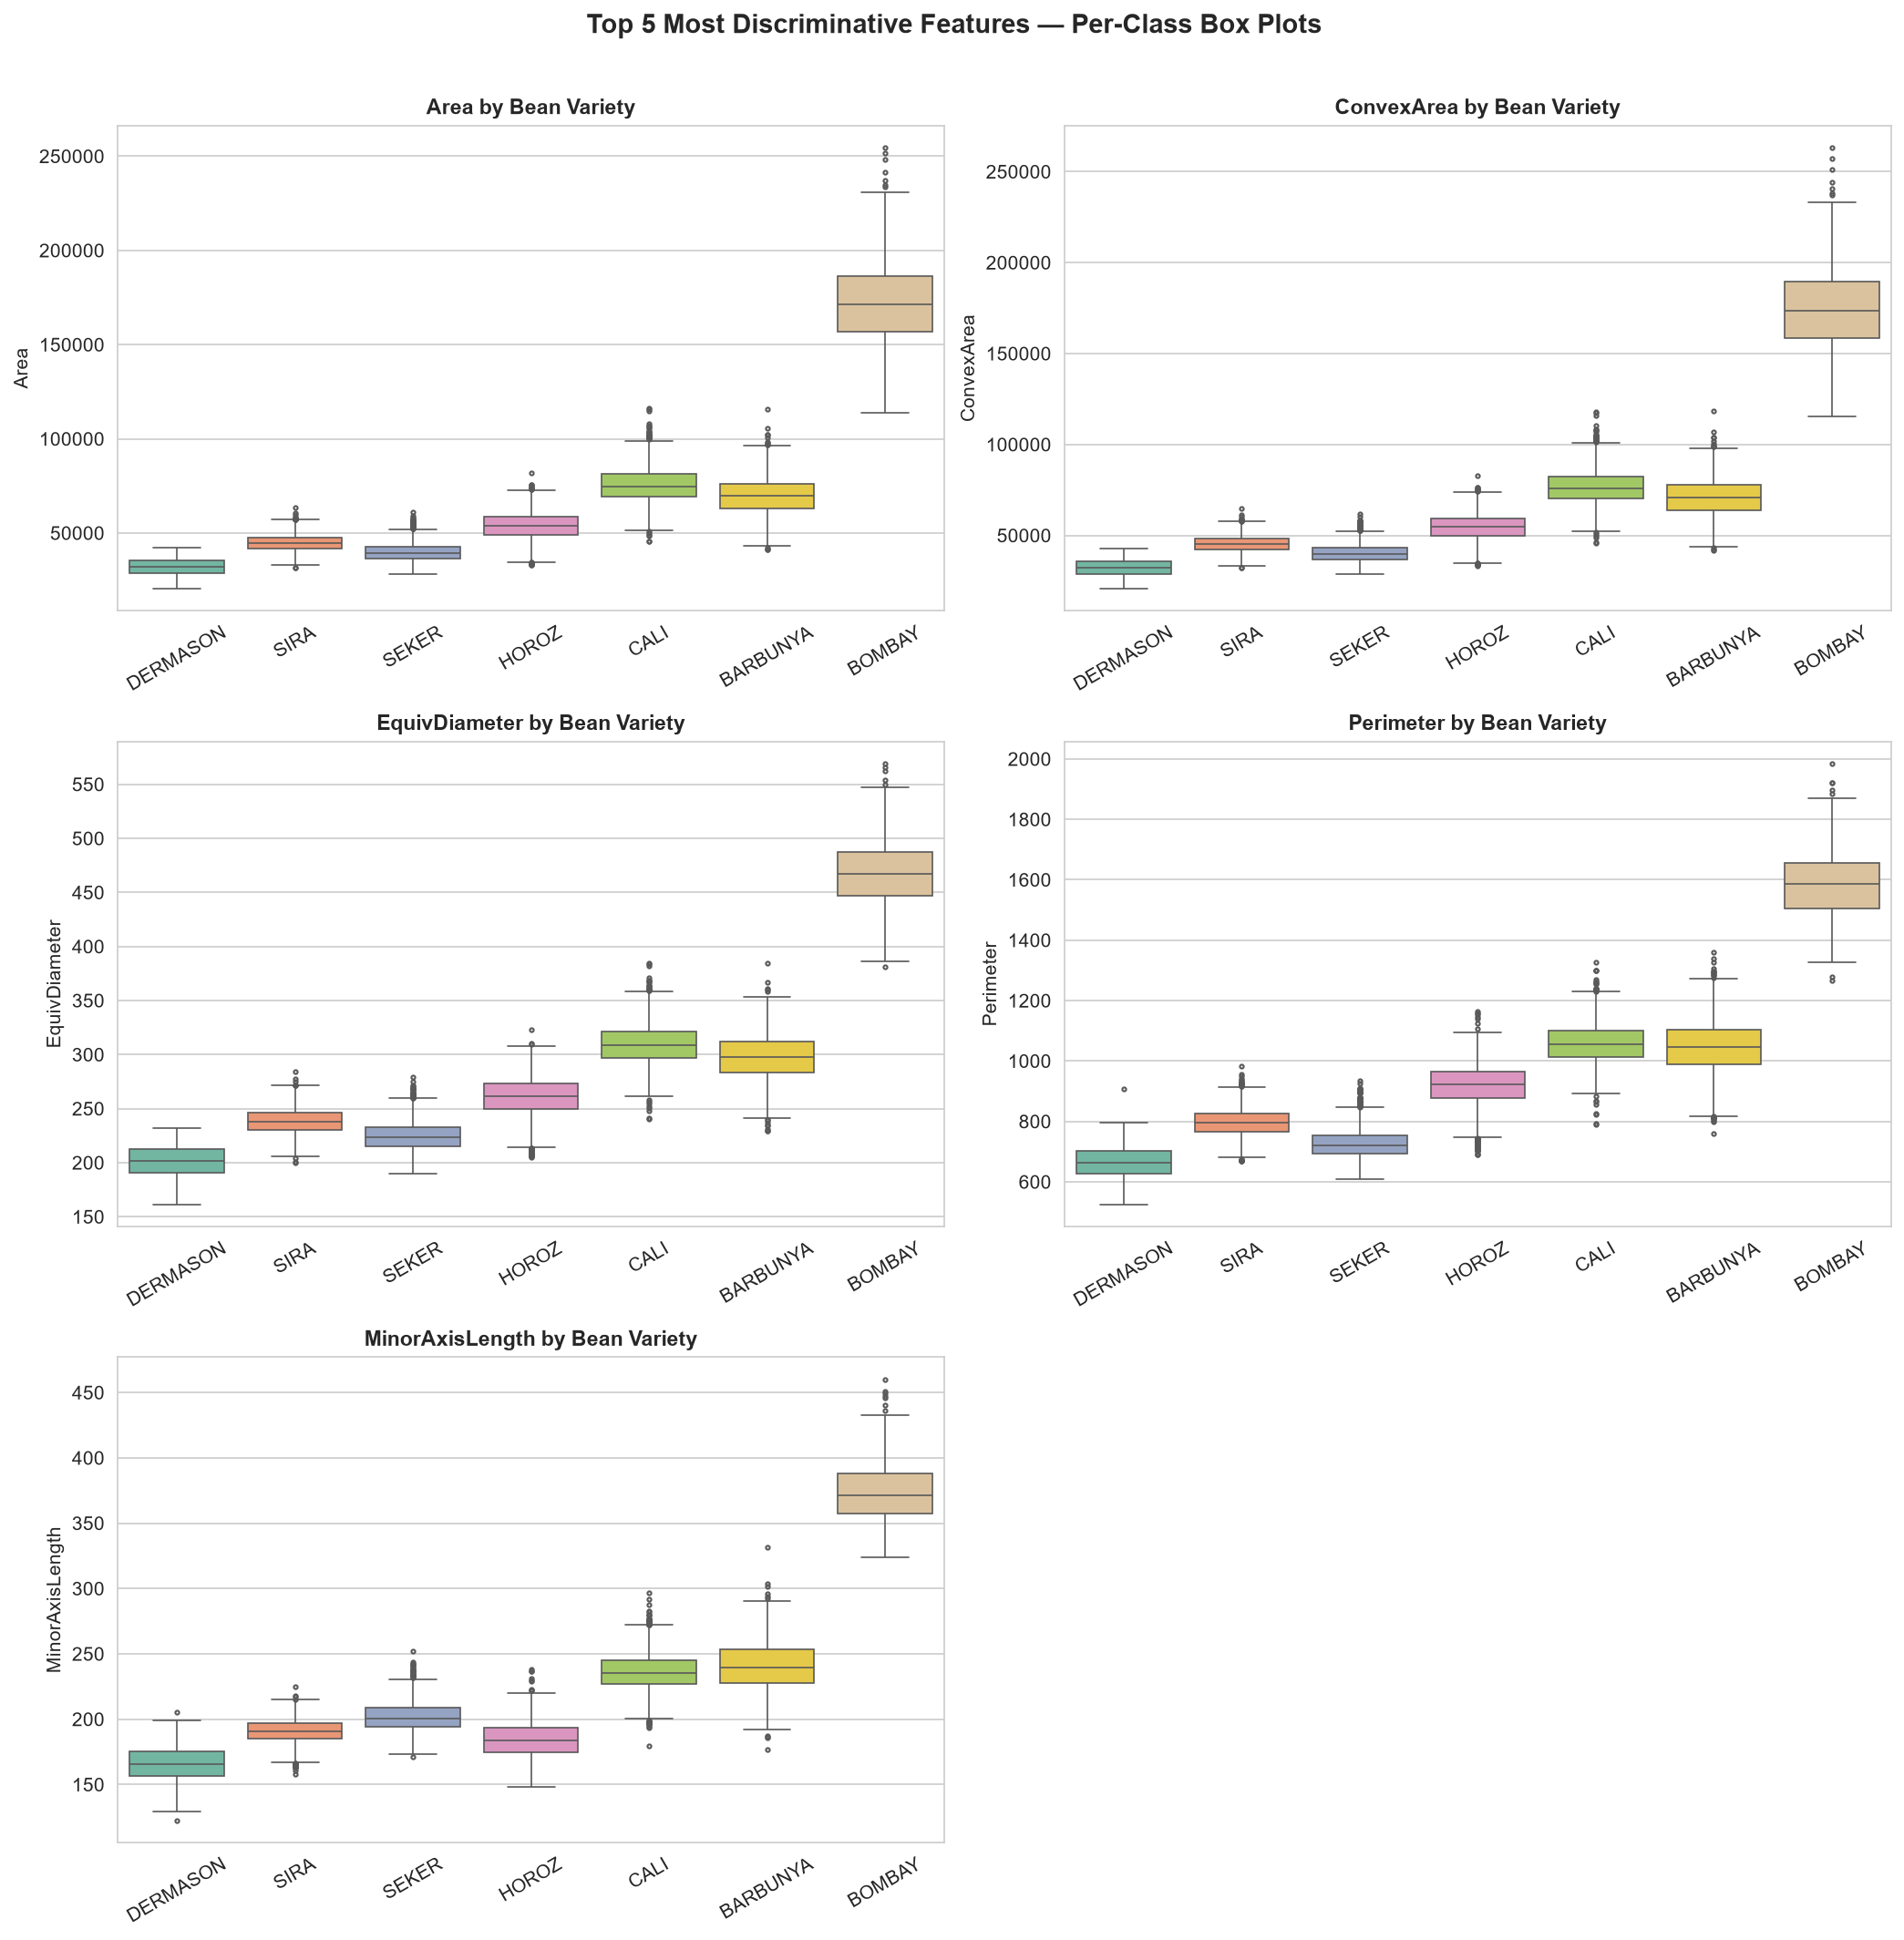 Top 5 Most Discriminative Features — Per-Class Box Plots
Area by Bean Variety
Area
250000
200000
150000
100000
50000
DERMASON
SIRA
SEKER
HOROZ
CALI
BARBUNYA
BOMBAY
ConvexArea by Bean Variety
ConvexArea
250000
200000
150000
100000
50000
DERMASON
SIRA
SEKER
HOROZ
CALI
BARBUNYA
BOMBAY
EquivDiameter by Bean Variety
EquivDiameter
550
500
450
400
350
300
250
200
150
DERMASON
SIRA
SEKER
HOROZ
CALI
BARBUNYA
BOMBAY
Perimeter by Bean Variety
Perimeter
2000
1800
1600
1400
1200
1000
800
600
DERMASON
SIRA
SEKER
HOROZ
CALI
BARBUNYA
BOMBAY
MinorAxisLength by Bean Variety
MinorAxisLength
450
400
350
300
250
200
150
DERMASON
SIRA
SEKER
HOROZ
CALI
BARBUNYA
BOMBAY